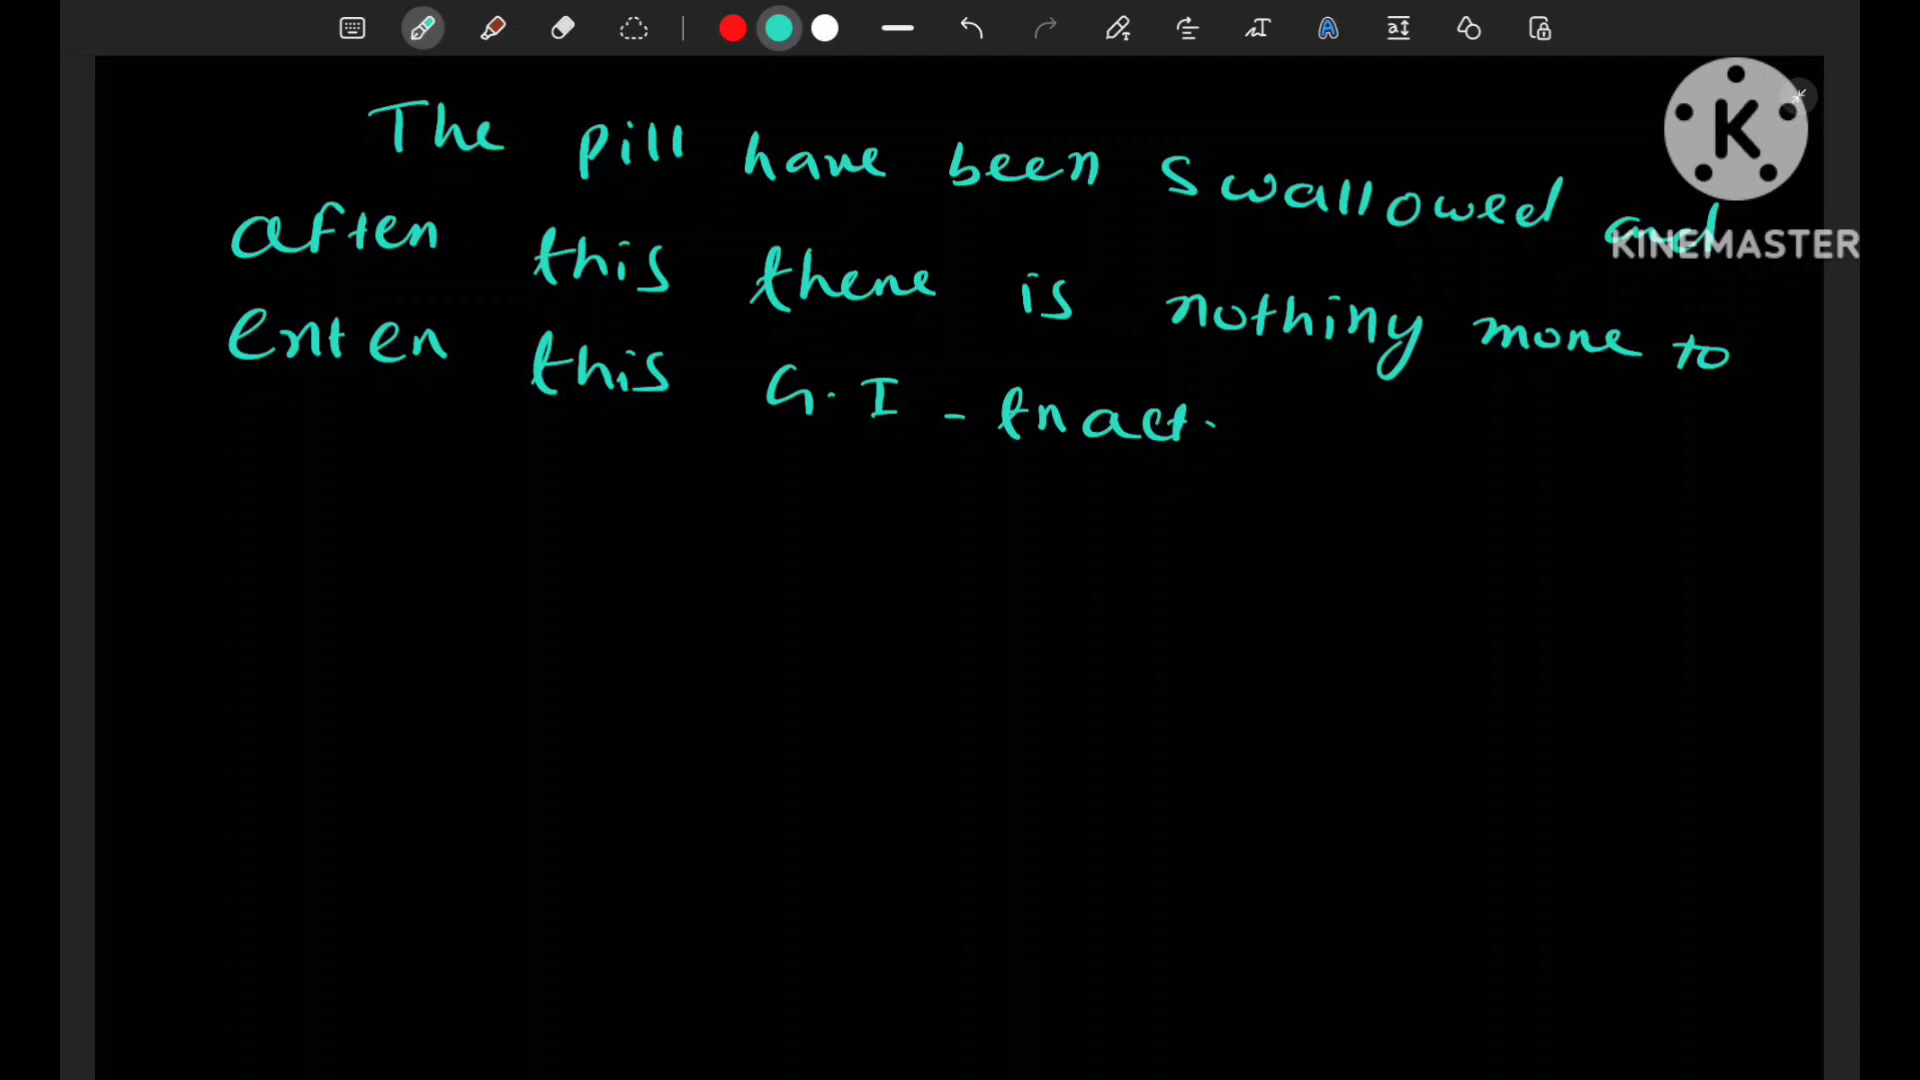 The pill have been swallowed and
after this there is nothing more to
enter this G.I - tract.
K
KINEMASTER